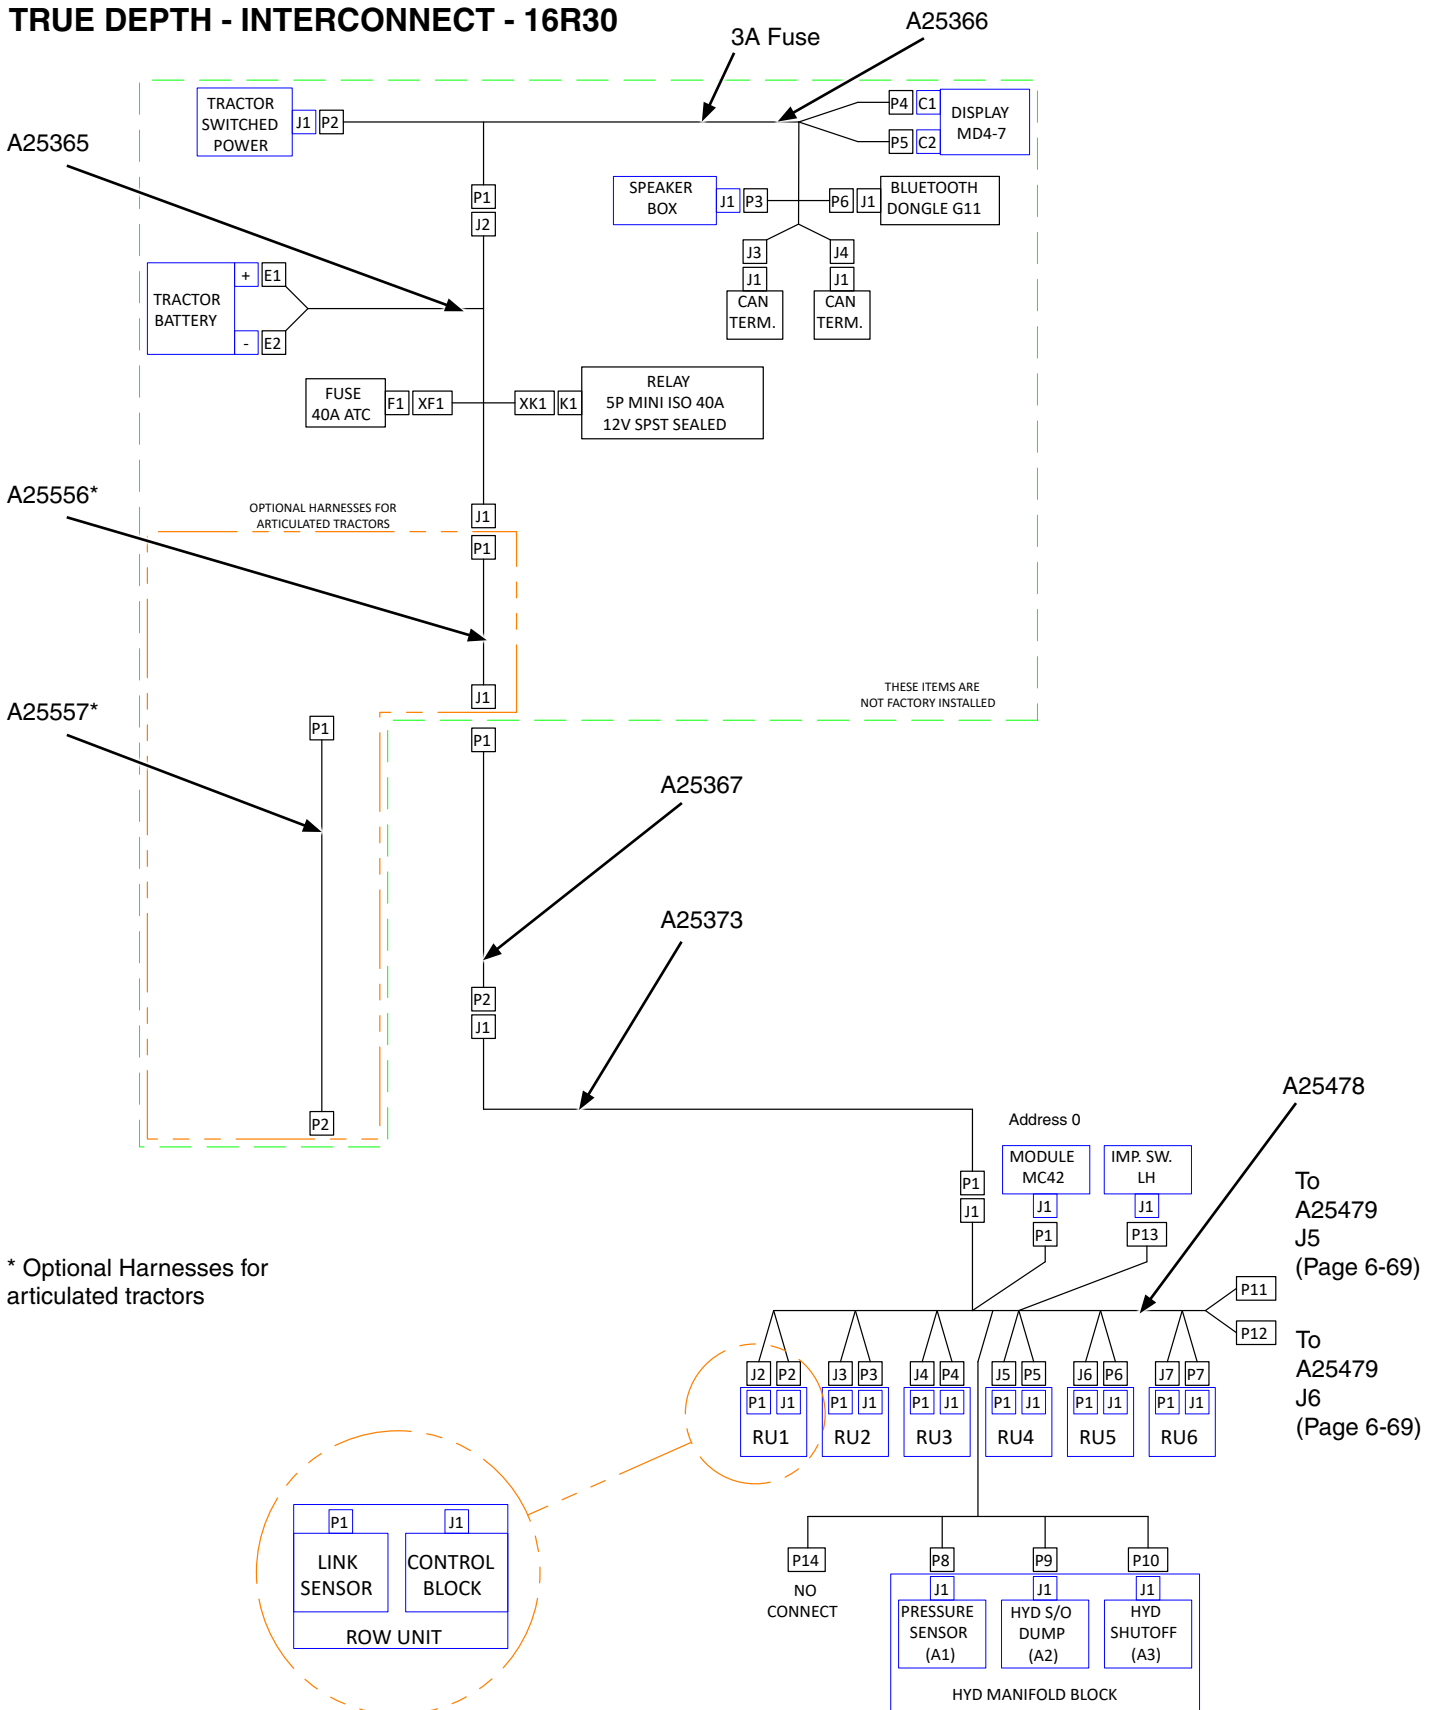 TRUE DEPTH - INTERCONNECT - 16R30
A25366
3A Fuse
TRACTOR
SWITCHED
POWER
J1 P2
P4 C1
P5 C2
DISPLAY
MD4-7
A25365
P1
J2
SPEAKER
BOX
J1 P3
P6 J1
BLUETOOTH
DONGLE G11
J3
J1
CAN
TERM.
J4
J1
CAN
TERM.
TRACTOR
BATTERY
+ E1
- E2
FUSE
40A ATC
F1 XF1
XK1 K1
RELAY
5P MINI ISO 40A
12V SPST SEALED
A25556*
OPTIONAL HARNESSES FOR
ARTICULATED TRACTORS
J1
P1
J1
THESE ITEMS ARE
NOT FACTORY INSTALLED
A25557*
P1
P1
A25367
A25373
P2
J1
P2
A25478
Address 0
MODULE
MC42
J1
P1
IMP. SW.
LH
J1
P13
P1
J1
To
A25479
J5
(Page 6-69)
* Optional Harnesses for
articulated tractors
P11
P12
To
A25479
J6
(Page 6-69)
J2 P2 J3 P3 J4 P4 J5 P5 J6 P6 J7 P7
P1 J1 P1 J1 P1 J1 P1 J1 P1 J1 P1 J1
RU1 RU2 RU3 RU4 RU5 RU6
P1 J1
LINK
SENSOR
CONTROL
BLOCK
ROW UNIT
P14
NO
CONNECT
P8 P9 P10
J1 J1 J1
PRESSURE
SENSOR
(A1)
HYD S/O
DUMP
(A2)
HYD
SHUTOFF
(A3)
HYD MANIFOLD BLOCK